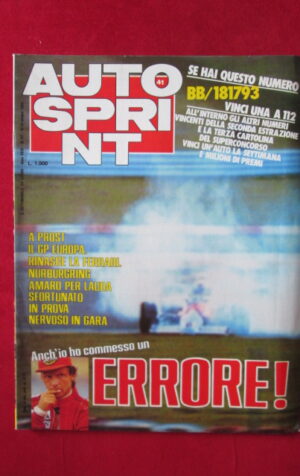 AUTO
SPRI
NT
41
L. 1.000
SE HAI QUESTO NUMERO
BB/181793
VINCI UNA A 112
ALL'INTERNO GLI ALTRI NUMERI
VINCENTI DELLA SECONDA ESTRAZIONE
E LA TERZA CARTOLINA
DEL SUPERCONCORSO
VINCI UN'AUTO LA SETTIMANA
E MILIONI DI PREMI
A PROST
IL GP EUROPA
RINASCE LA FERRARI
NURBURGRING
AMARO PER LAUDA
SFORTUNATO
IN PROVA
NERVOSO IN GARA
Anch'io ho commesso un
ERRORE!